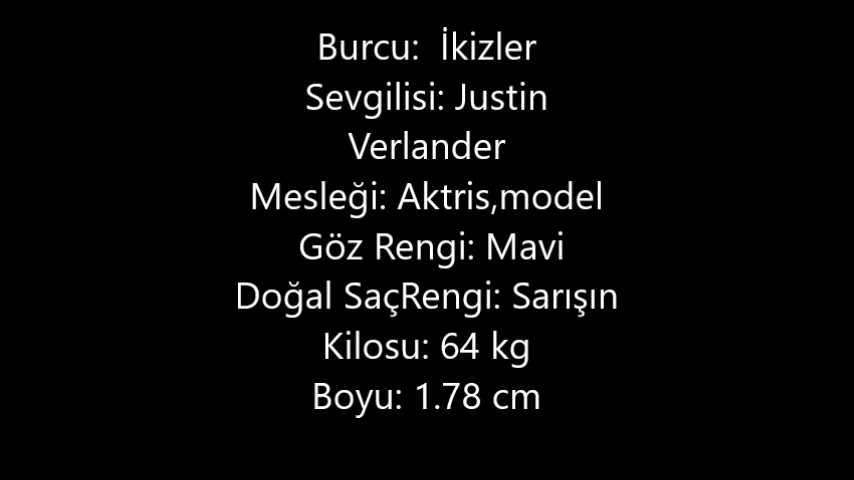 Burcu:  İkizler
Sevgilisi: Justin
Verlander
Mesleği: Aktris,model
Göz Rengi: Mavi
Doğal SaçRengi: Sarışın
Kilosu: 64 kg
Boyu: 1.78 cm